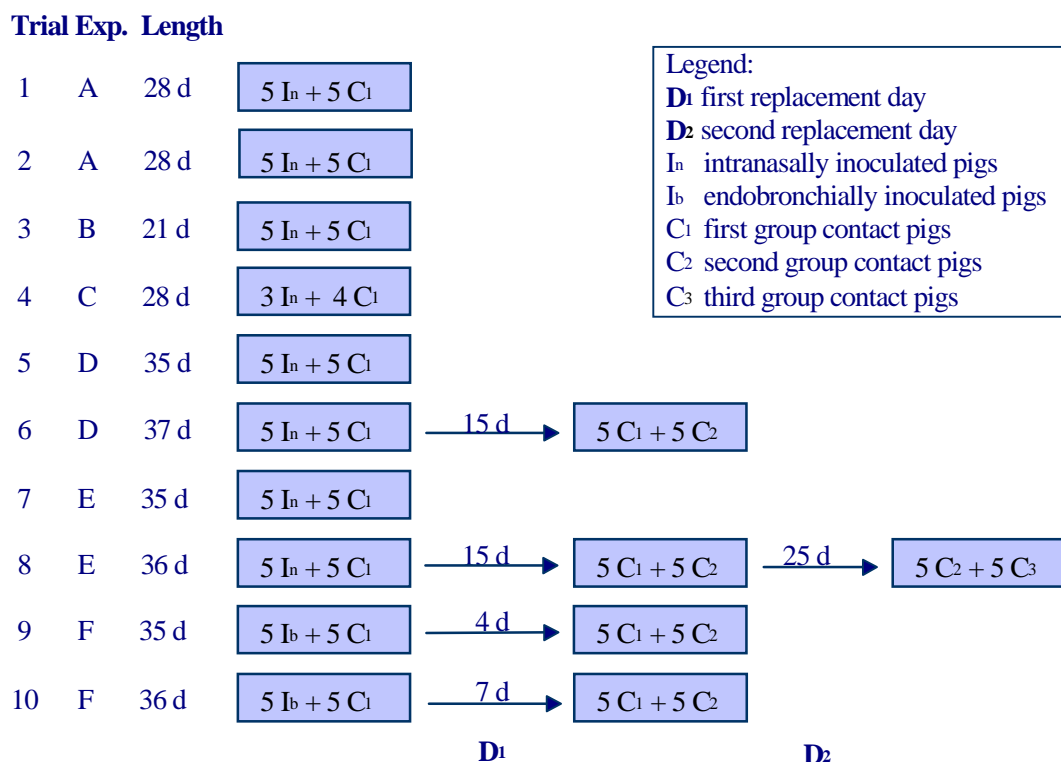 Trial Exp. Length
1 A 28 d 5 In + 5 C1
2 A 28 d 5 In + 5 C1
3 B 21 d 5 In + 5 C1
4 C 28 d 3 In + 4 C1
5 D 35 d 5 In + 5 C1
6 D 37 d 5 In + 5 C1 15 d 5 C1 + 5 C2
7 E 35 d 5 In + 5 C1
8 E 36 d 5 In + 5 C1 15 d 5 C1 + 5 C2 25 d 5 C2 + 5 C3
9 F 35 d 5 Ib + 5 C1 4 d 5 C1 + 5 C2
10 F 36 d 5 Ib + 5 C1 7 d 5 C1 + 5 C2
D1 D2
Legend:
D1 first replacement day
D2 second replacement day
In intranasally inoculated pigs
Ib endobronchially inoculated pigs
C1 first group contact pigs
C2 second group contact pigs
C3 third group contact pigs